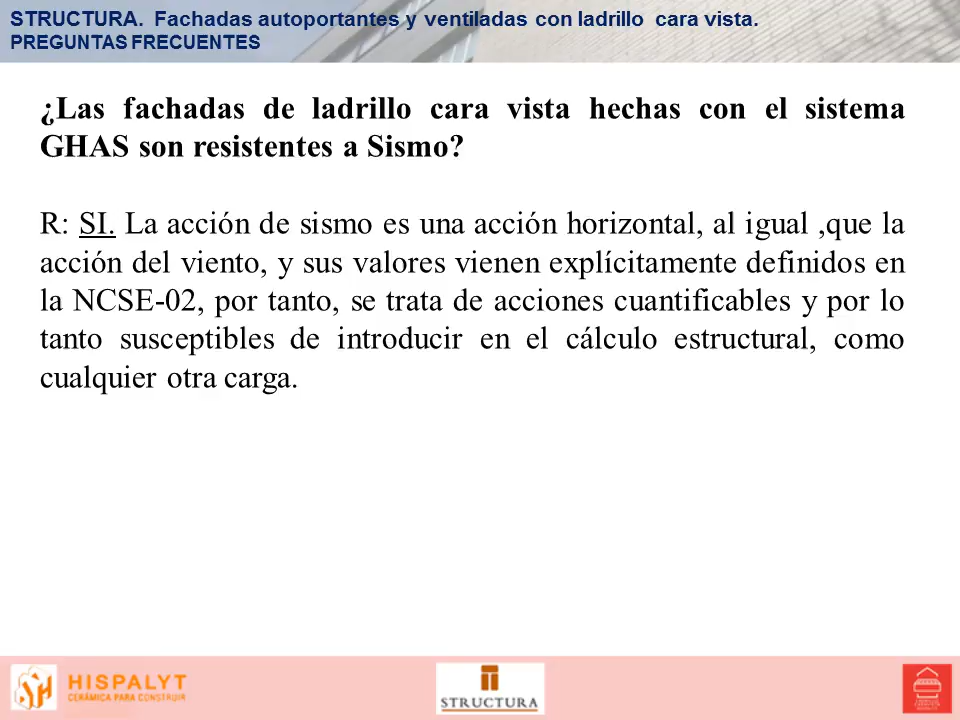 STRUCTURA. Fachadas autoportantes y ventiladas con ladrillo cara vista.
PREGUNTAS FRECUENTES
¿Las fachadas de ladrillo cara vista hechas con el sistema
GHAS son resistentes a Sismo?
R: SI. La acción de sismo es una acción horizontal, al igual ,que la
acción del viento, y sus valores vienen explícitamente definidos en
la NCSE-02, por tanto, se trata de acciones cuantificables y por lo
tanto susceptibles de introducir en el cálculo estructural, como
cualquier otra carga.
HISPALYT
CERÁMICA PARA CONSTRUIR
STRUCTURA